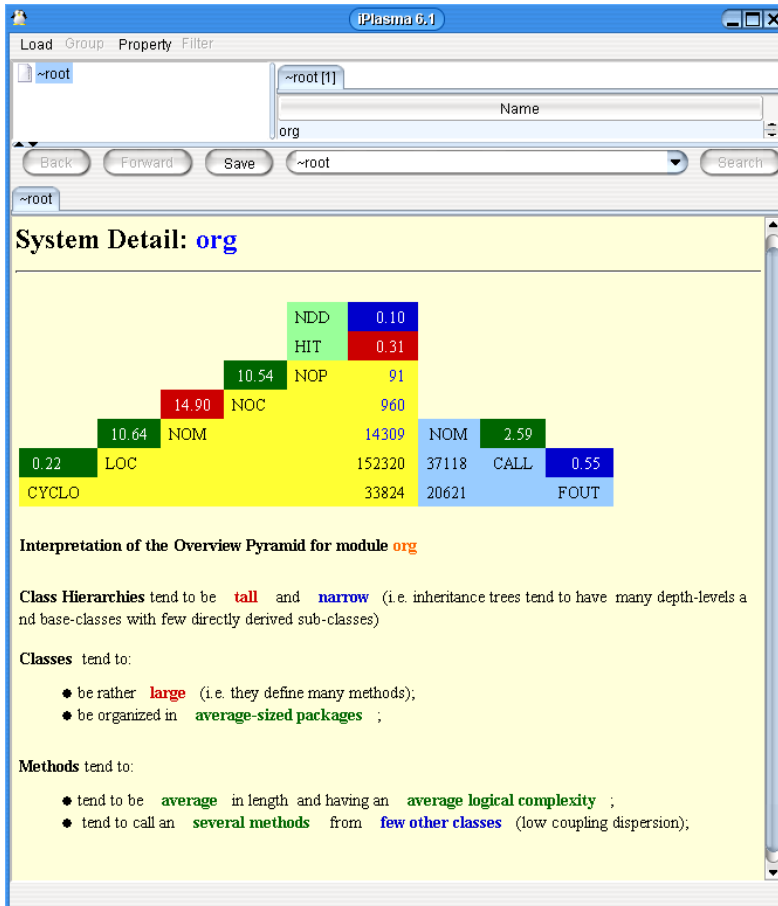 iPlasma 6.1
Load Group Property Filter
~root
~root [1]
Name
org
Back Forward Save ~root Search
~root
System Detail: org
NDD 0.10
HIT 0.31
10.54 NOP 91
14.90 NOC 960
10.64 NOM 14309 NOM 2.59
0.22 LOC 152320 37118 CALL 0.55
CYCLO 33824 20621 FOUT
Interpretation of the Overview Pyramid for module org
Class Hierarchies tend to be tall and narrow (i.e. inheritance trees tend to have many depth-levels a
nd base-classes with few directly derived sub-classes)
Classes tend to:
be rather large (i.e. they define many methods);
be organized in average-sized packages ;
Methods tend to:
tend to be average in length and having an average logical complexity ;
tend to call an several methods from few other classes (low coupling dispersion);